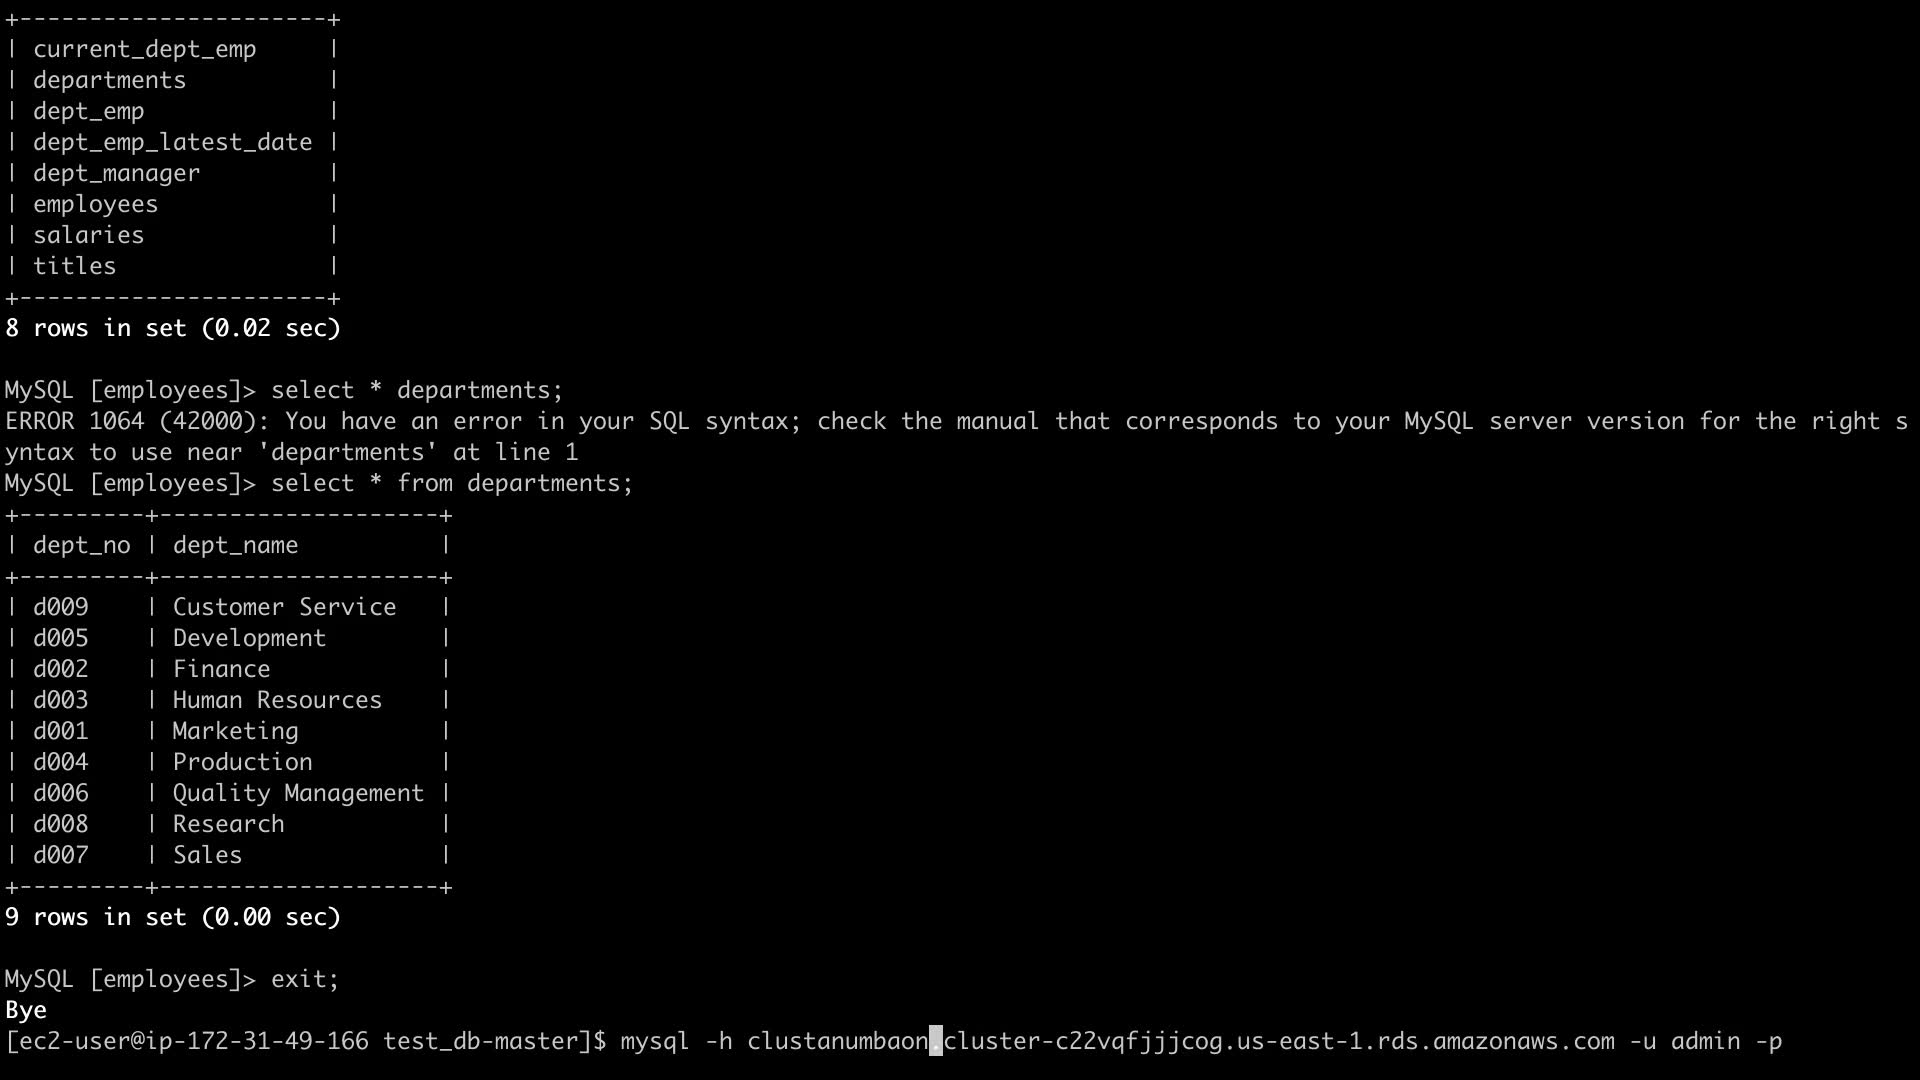 +----------------------+
| current_dept_emp     |
| departments          |
| dept_emp             |
| dept_emp_latest_date |
| dept_manager         |
| employees            |
| salaries             |
| titles               |
+----------------------+
8 rows in set (0.02 sec)

MySQL [employees]> select * departments;
ERROR 1064 (42000): You have an error in your SQL syntax; check the manual that corresponds to your MySQL server version for the right s
yntax to use near 'departments' at line 1
MySQL [employees]> select * from departments;
+---------+--------------------+
| dept_no | dept_name          |
+---------+--------------------+
| d009    | Customer Service   |
| d005    | Development        |
| d002    | Finance            |
| d003    | Human Resources    |
| d001    | Marketing          |
| d004    | Production         |
| d006    | Quality Management |
| d008    | Research           |
| d007    | Sales              |
+---------+--------------------+
9 rows in set (0.00 sec)

MySQL [employees]> exit;
Bye
[ec2-user@ip-172-31-49-166 test_db-master]$ mysql -h clustanumbaon.cluster-c22vqfjjjcog.us-east-1.rds.amazonaws.com -u admin -p